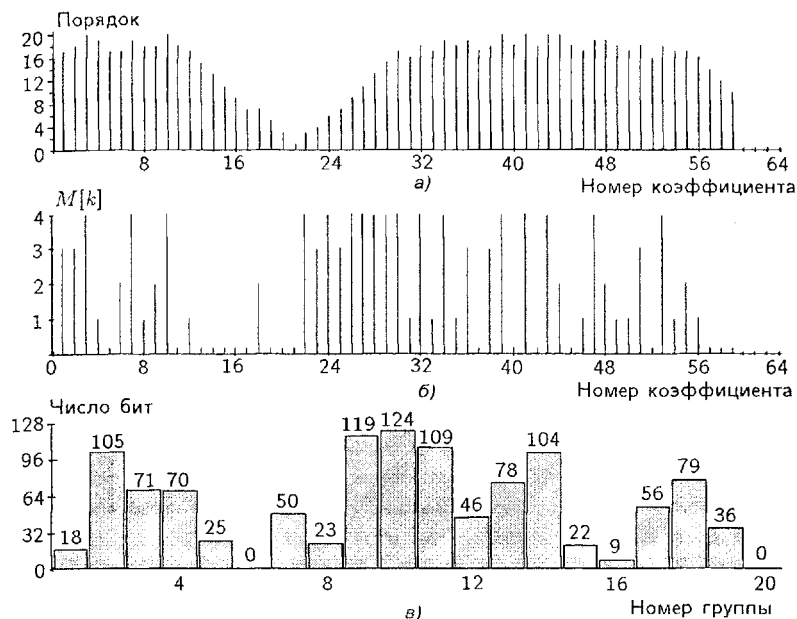 Порядок
20
16
12
8
4
0
8 16 24 32 40 48 56 64
а)
Номер коэффициента
M[k]
4
3
2
1
0
0 8 16 24 32 40 48 56 64
б)
Номер коэффициента
Число бит
128
96
64
32
0
18 105 71 70 25 0 50 23 119 124 109 46 78 104 22 9 56 79 36 0
4 8 12 16 20
в)
Номер группы